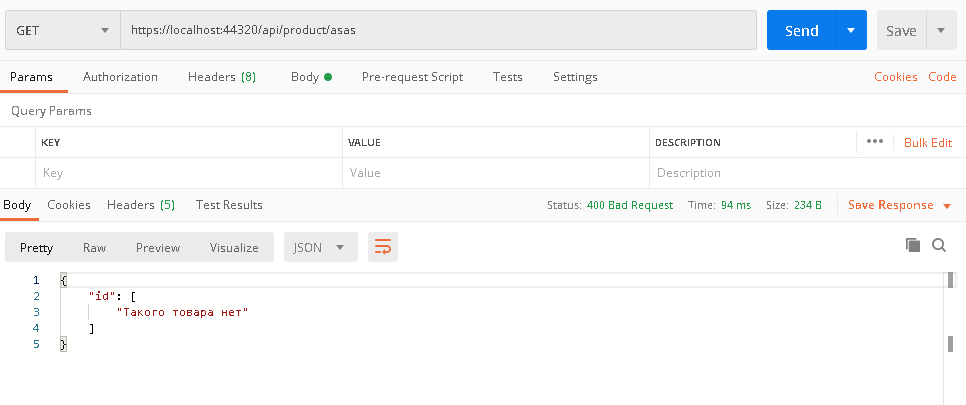 GET https://localhost:44320/api/product/asas Send Save
Params Authorization Headers (8) Body Pre-request Script Tests Settings Cookies Code
Query Params
KEY VALUE DESCRIPTION ••• Bulk Edit
Key Value Description
Body Cookies Headers (5) Test Results Status: 400 Bad Request Time: 94 ms Size: 234 B Save Response
Pretty Raw Preview Visualize JSON
1 {
2 "id": [
3 "Такого товара нет"
4 ]
5 }